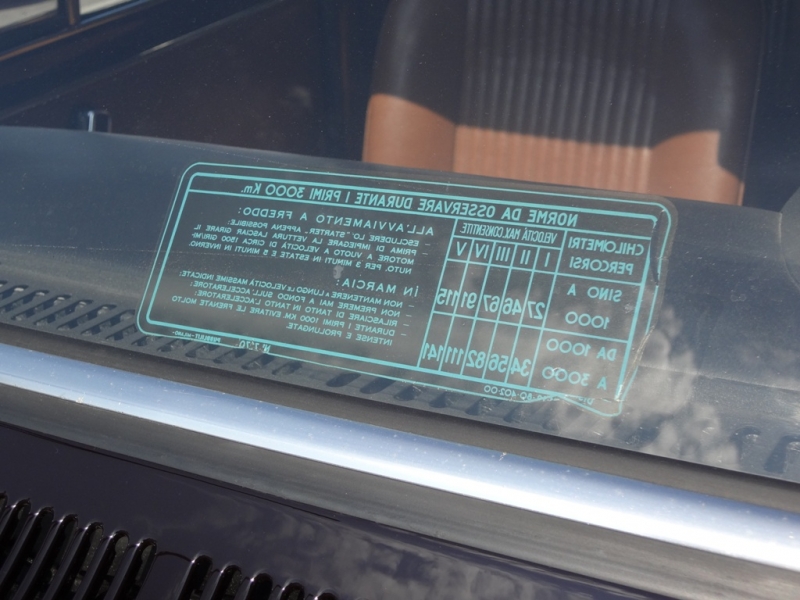 NORME DA OSSERVARE DURANTE I PRIMI 3000 Km.
CHILOMETRI PERCORSI
VELOCITÀ MAX. CONSENTITE
I II III IV V
SINO A 1000
27 46 67 91 115
DA 1000 A 3000
34 56 82 111 141
ALL'AVVIAMENTO A FREDDO:
– ESCLUDERE LO "STARTER" APPENA POSSIBILE.
– PRIMA DI IMPIEGARE LA VETTURA LASCIAR GIRARE IL
MOTORE A VUOTO A VELOCITÀ DI CIRCA 1500 GIRI/MI-
NUTO, PER 3 MINUTI IN ESTATE E 5 MINUTI IN INVERNO.
IN MARCIA:
– NON MANTENERE A LUNGO LE VELOCITÀ MASSIME INDICATE.
– NON PREMERE MAI A FONDO SULL'ACCELERATORE.
– RILASCIARE DI TANTO IN TANTO L'ACCELERATORE.
– DURANTE I PRIMI 1000 KM EVITARE LE FRENATE MOLTO
INTENSE E PROLUNGATE.